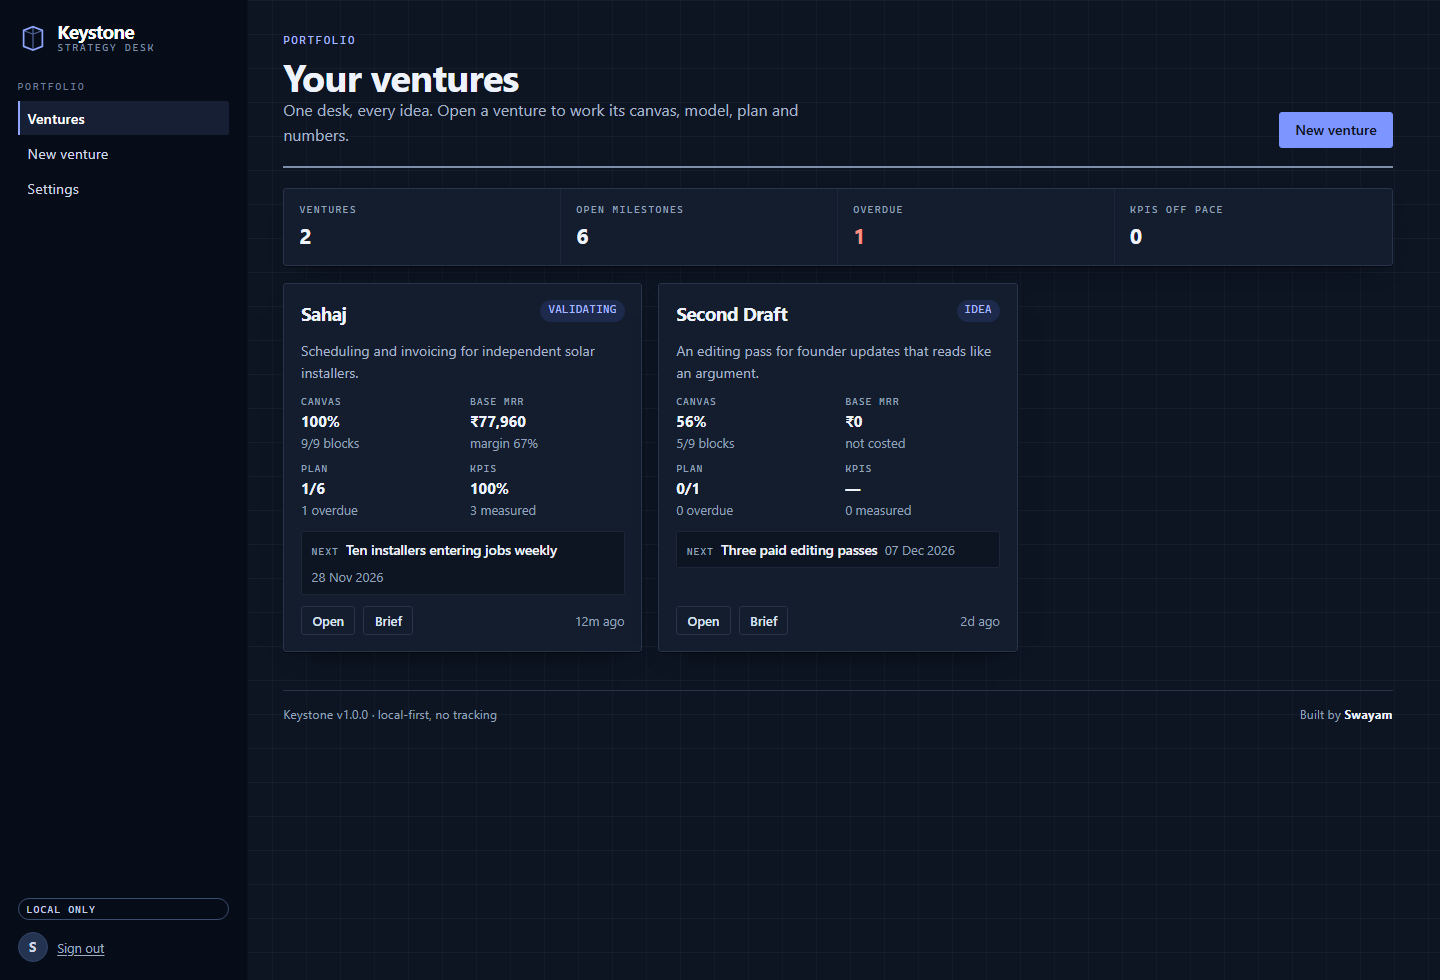 Keystone
STRATEGY DESK
PORTFOLIO
Ventures
New venture
Settings
LOCAL ONLY
S
Sign out
PORTFOLIO
Your ventures
One desk, every idea. Open a venture to work its canvas, model, plan and
numbers.
New venture
VENTURES
2
OPEN MILESTONES
6
OVERDUE
1
KPIS OFF PACE
0
Sahaj
VALIDATING
Scheduling and invoicing for independent solar
installers.
CANVAS
100%
9/9 blocks
BASE MRR
₹77,960
margin 67%
PLAN
1/6
1 overdue
KPIS
100%
3 measured
NEXT Ten installers entering jobs weekly
28 Nov 2026
Open
Brief
12m ago
Second Draft
IDEA
An editing pass for founder updates that reads like
an argument.
CANVAS
56%
5/9 blocks
BASE MRR
₹0
not costed
PLAN
0/1
0 overdue
KPIS
—
0 measured
NEXT Three paid editing passes 07 Dec 2026
Open
Brief
2d ago
Keystone v1.0.0 · local-first, no tracking
Built by Swayam